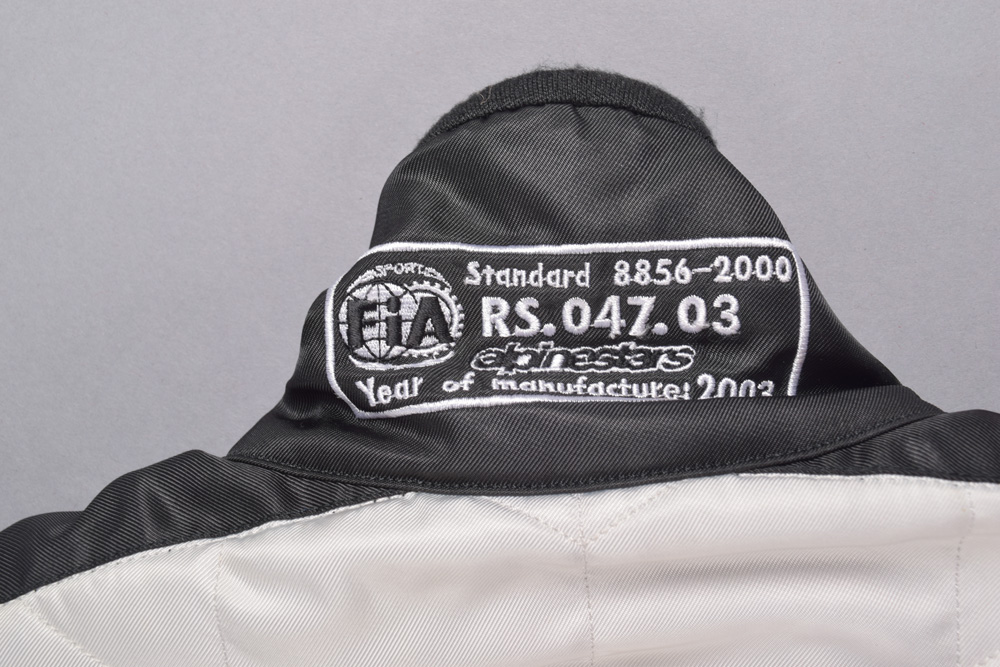 SPORT
FiA
Standard 8856-2000
RS.047.03
alpinestars
Year of manufacture: 2003